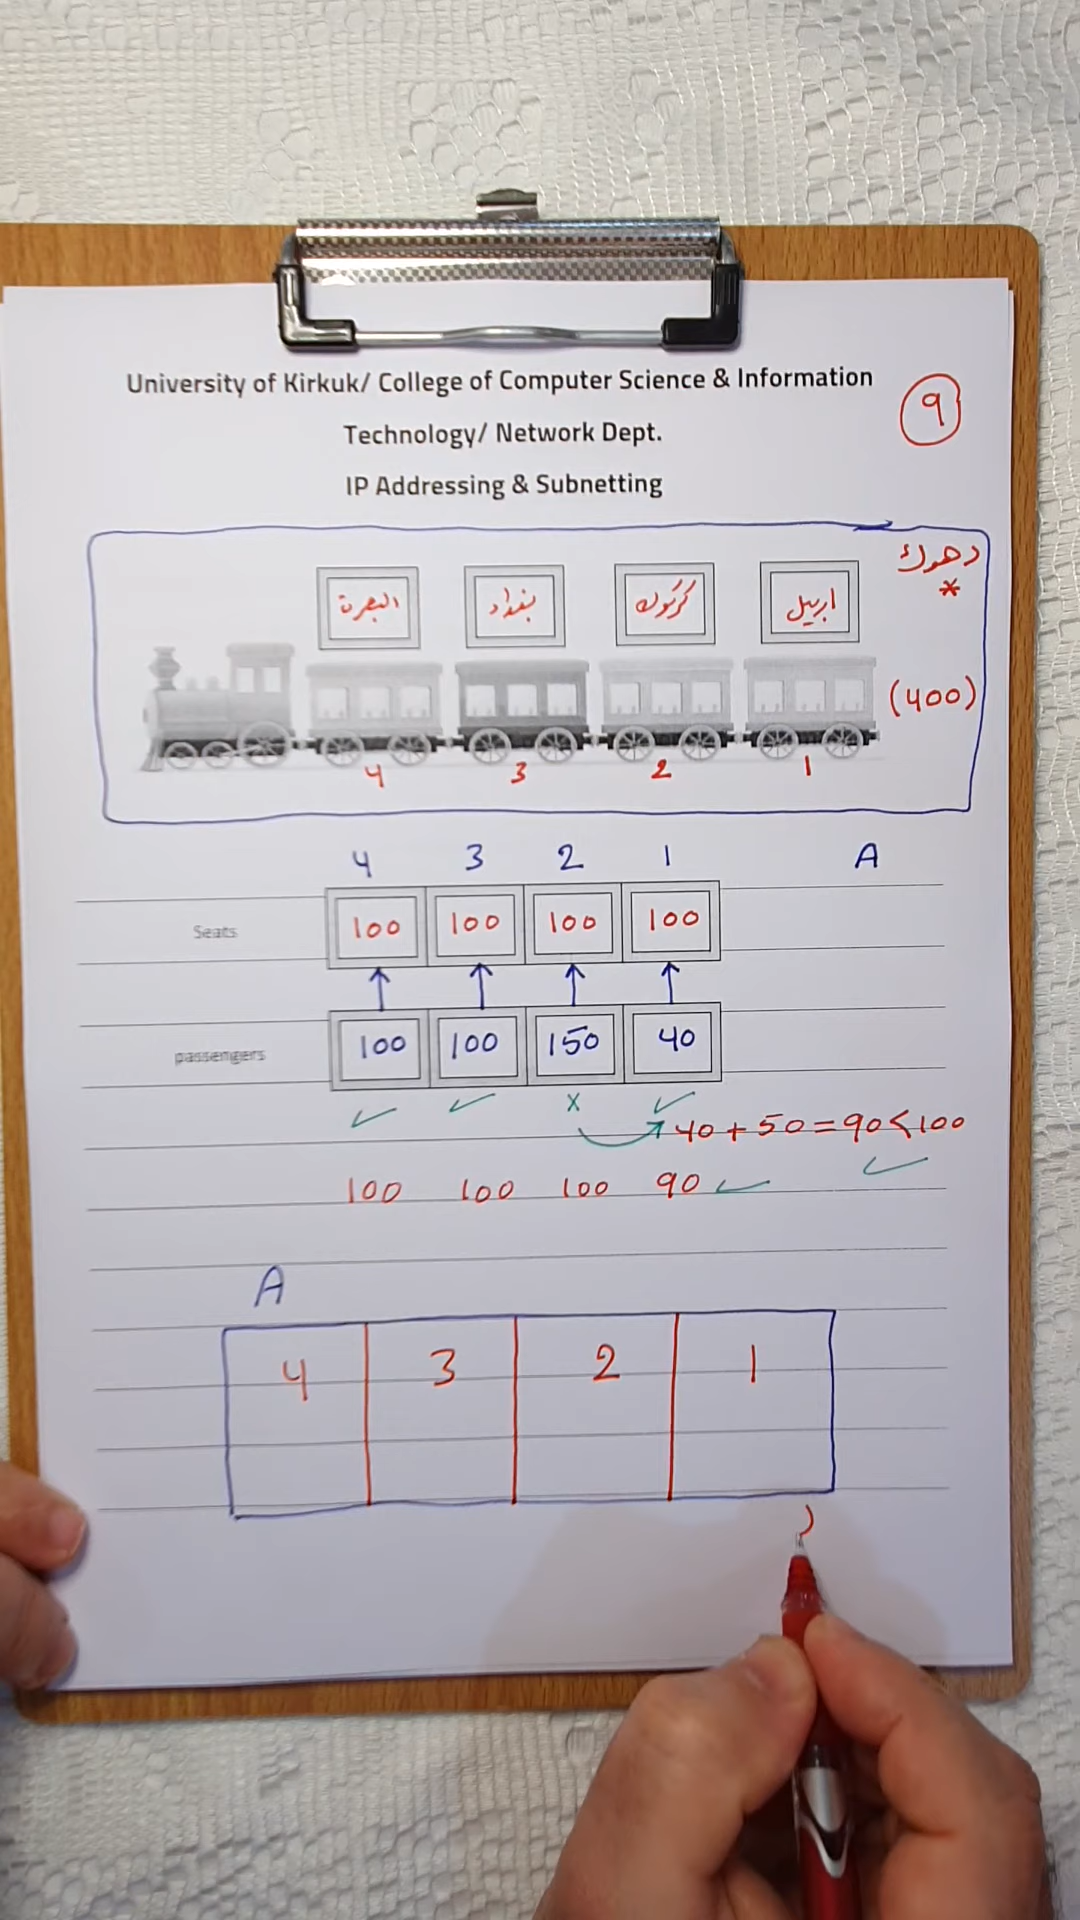 University of Kirkuk/ College of Computer Science & Information
Technology/ Network Dept.
IP Addressing & Subnetting
9
البصرة بغداد كركوك اربيل دهوك
*
(400)
4 3 2 1
4 3 2 1 A
Seats 100 100 100 100
passengers 100 100 150 40
✓ ✓ x ✓
40+50=90<100
✓
100 100 100 90 ✓
A
4 3 2 1